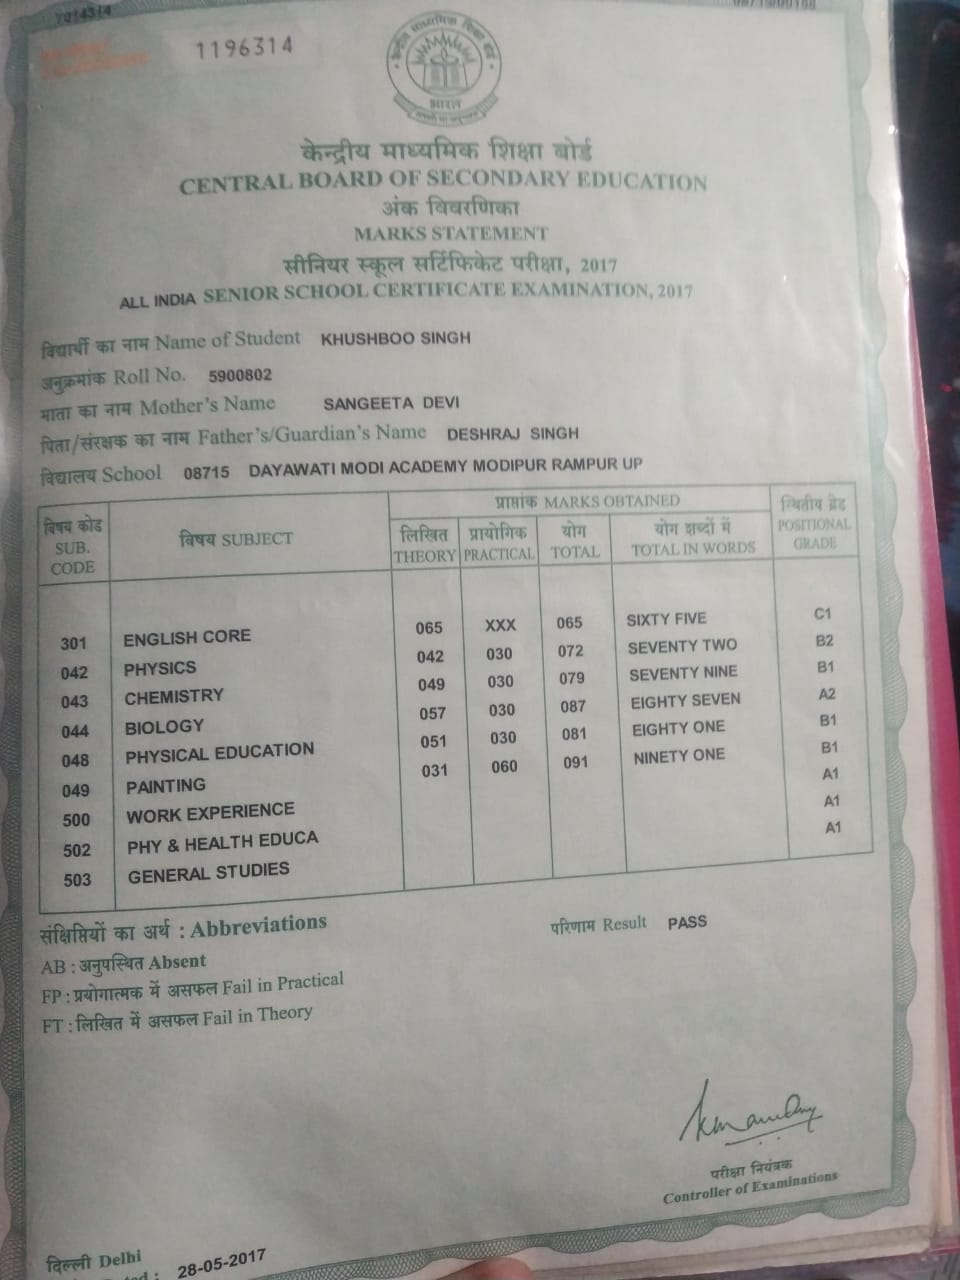 1196314
केन्द्रीय माध्यमिक शिक्षा बोर्ड
भारत
केन्द्रीय माध्यमिक शिक्षा बोर्ड
CENTRAL BOARD OF SECONDARY EDUCATION
अंक विवरणिका
MARKS STATEMENT
सीनियर स्कूल सर्टिफिकेट परीक्षा, 2017
ALL INDIA SENIOR SCHOOL CERTIFICATE EXAMINATION, 2017
विद्यार्थी का नाम Name of Student KHUSHBOO SINGH
अनुक्रमांक Roll No. 5900802
माता का नाम Mother's Name SANGEETA DEVI
पिता/संरक्षक का नाम Father's/Guardian's Name DESHRAJ SINGH
विद्यालय School 08715 DAYAWATI MODI ACADEMY MODIPUR RAMPUR UP
विषय कोड SUB. CODE विषय SUBJECT प्राप्तांक MARKS OBTAINED स्थितीय ग्रेड POSITIONAL GRADE
लिखित THEORY प्रायोगिक PRACTICAL योग TOTAL योग शब्दों में TOTAL IN WORDS
301 ENGLISH CORE 065 XXX 065 SIXTY FIVE C1
042 PHYSICS 042 030 072 SEVENTY TWO B2
043 CHEMISTRY 049 030 079 SEVENTY NINE B1
044 BIOLOGY 057 030 087 EIGHTY SEVEN A2
048 PHYSICAL EDUCATION 051 030 081 EIGHTY ONE B1
049 PAINTING 031 060 091 NINETY ONE B1
500 WORK EXPERIENCE A1
502 PHY & HEALTH EDUCA A1
503 GENERAL STUDIES A1
संक्षिप्तियों का अर्थ : Abbreviations
परिणाम Result PASS
AB : अनुपस्थित Absent
FP : प्रयोगात्मक में असफल Fail in Practical
FT : लिखित में असफल Fail in Theory
परीक्षा नियंत्रक
Controller of Examinations
दिल्ली Delhi
28-05-2017